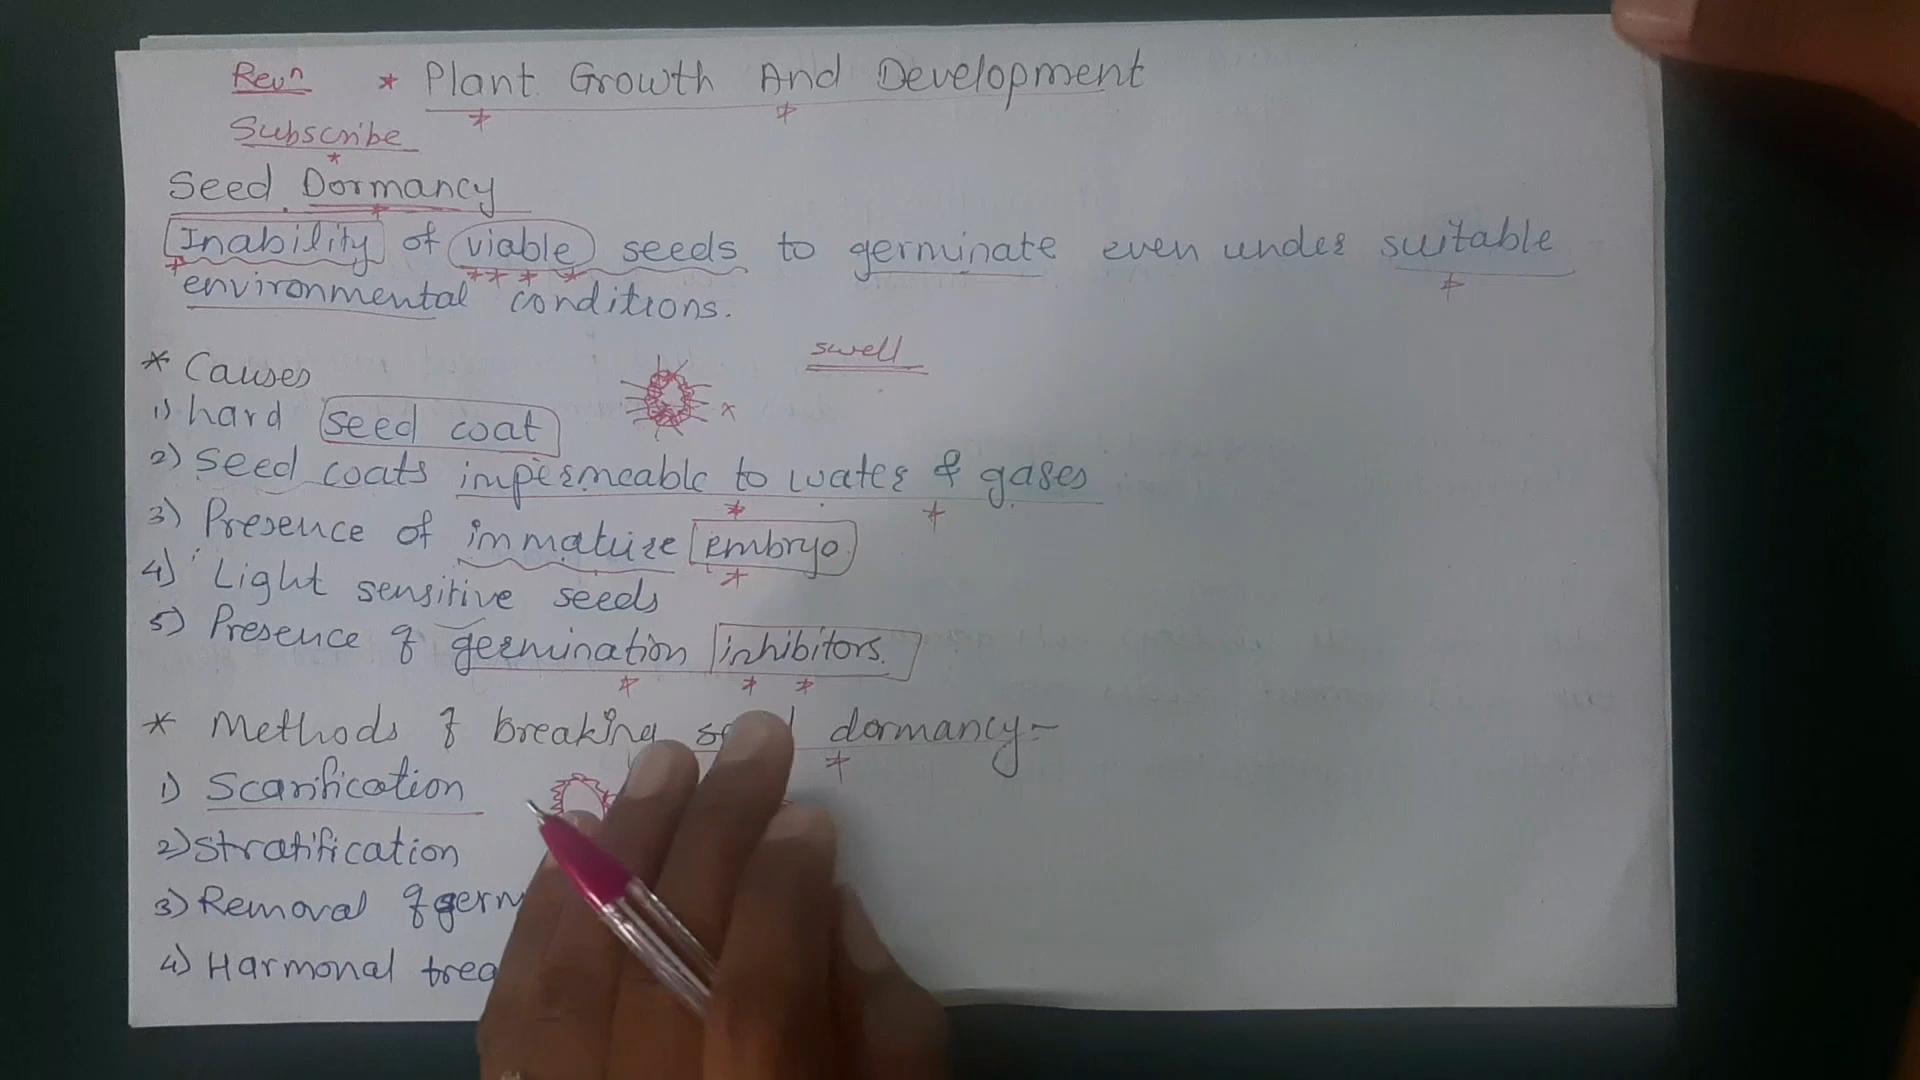 Revn * Plant Growth And Development
Subscribe
Seed Dormancy
Inability of viable seeds to germinate even under suitable
environmental conditions.
* Causes
swell
1) hard seed coat
2) Seed coats impermeable to water & gases
3) Presence of immature embryo
4) Light sensitive seeds
5) Presence of germination inhibitors.
* Methods of breaking dormancy-
1) Scarification
2) Stratification
3) Removal of
4) Harmonal